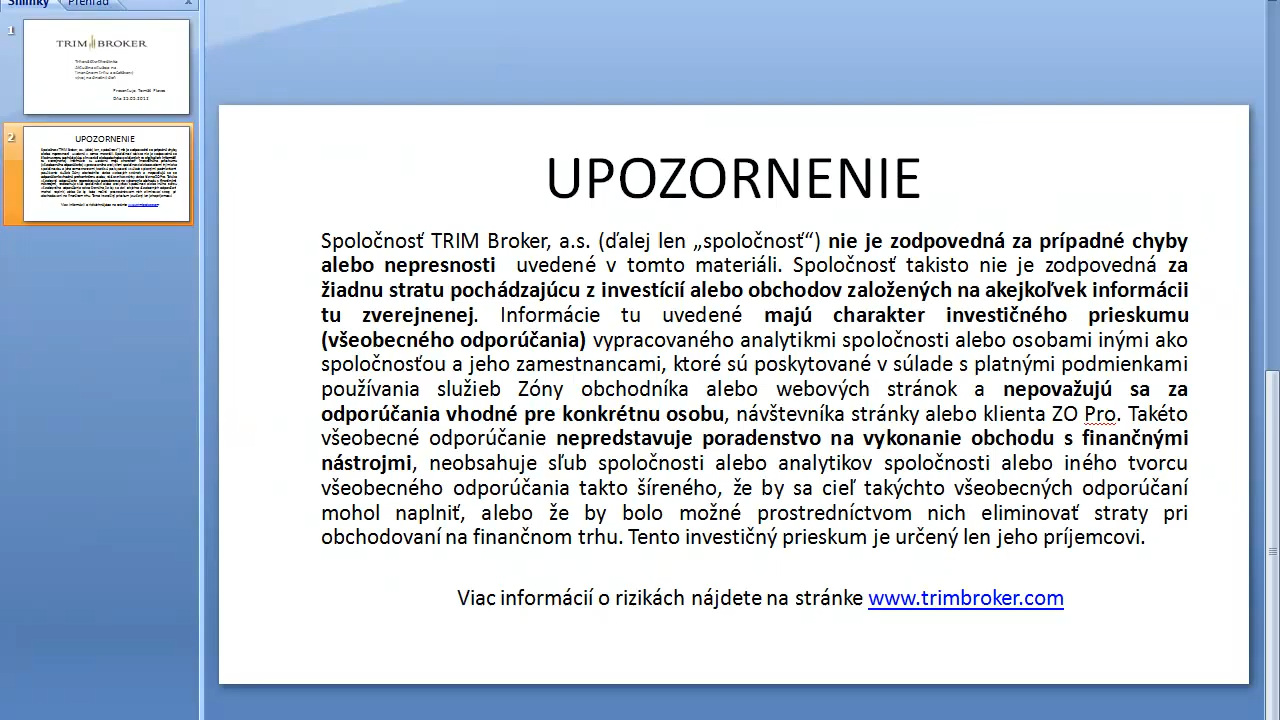 Snímky Prehľad x
1
TRIM BROKER
2
UPOZORNENIE
UPOZORNENIE
Spoločnosť TRIM Broker, a.s. (ďalej len „spoločnosť“) nie je zodpovedná za prípadné chyby
alebo nepresnosti uvedené v tomto materiáli. Spoločnosť takisto nie je zodpovedná za
žiadnu stratu pochádzajúcu z investícií alebo obchodov založených na akejkoľvek informácii
tu zverejnenej. Informácie tu uvedené majú charakter investičného prieskumu
(všeobecného odporúčania) vypracovaného analytikmi spoločnosti alebo osobami inými ako
spoločnosťou a jeho zamestnancami, ktoré sú poskytované v súlade s platnými podmienkami
používania služieb Zóny obchodníka alebo webových stránok a nepovažujú sa za
odporúčania vhodné pre konkrétnu osobu, návštevníka stránky alebo klienta ZO Pro. Takéto
všeobecné odporúčanie nepredstavuje poradenstvo na vykonanie obchodu s finančnými
nástrojmi, neobsahuje sľub spoločnosti alebo analytikov spoločnosti alebo iného tvorcu
všeobecného odporúčania takto šíreného, že by sa cieľ takýchto všeobecných odporúčaní
mohol naplniť, alebo že by bolo možné prostredníctvom nich eliminovať straty pri
obchodovaní na finančnom trhu. Tento investičný prieskum je určený len jeho príjemcovi.
Viac informácií o rizikách nájdete na stránke www.trimbroker.com